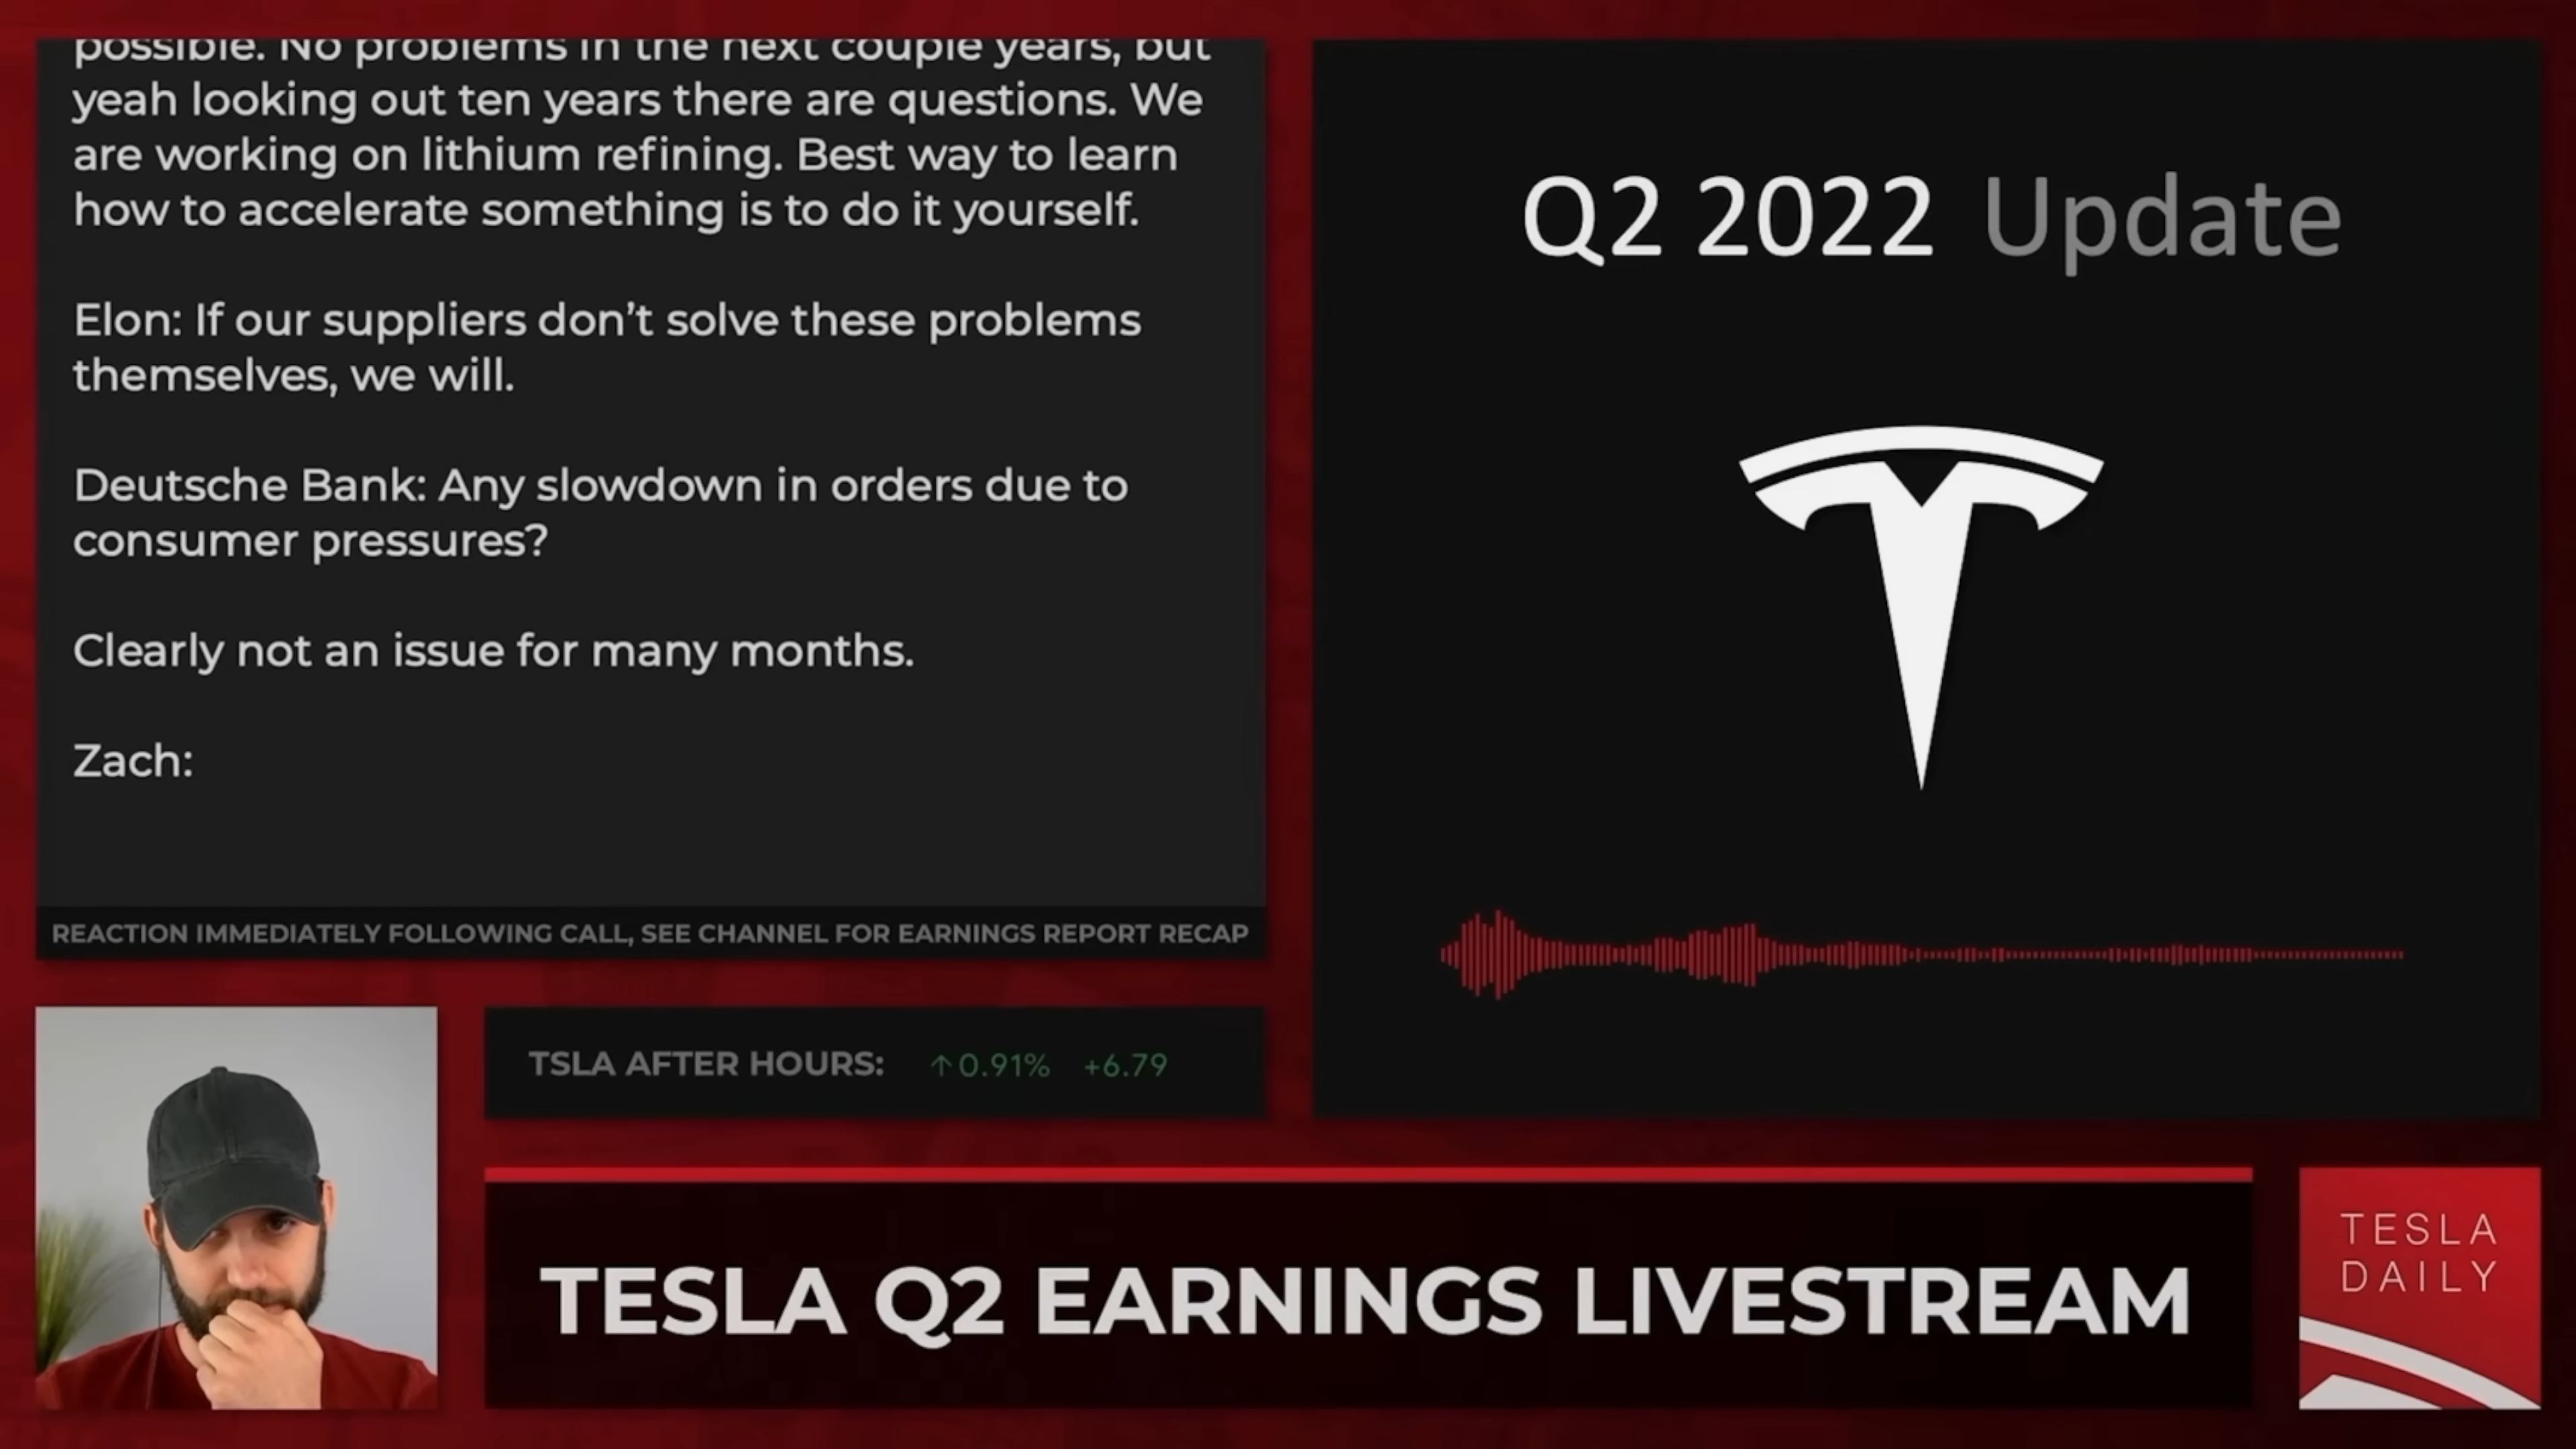 possible. No problems in the next couple years, but
yeah looking out ten years there are questions. We
are working on lithium refining. Best way to learn
how to accelerate something is to do it yourself.
Elon: If our suppliers don’t solve these problems
themselves, we will.
Deutsche Bank: Any slowdown in orders due to
consumer pressures?
Clearly not an issue for many months.
Zach:
REACTION IMMEDIATELY FOLLOWING CALL, SEE CHANNEL FOR EARNINGS REPORT RECAP
Q2 2022 Update
TSLA AFTER HOURS: ↑0.91% +6.79
TESLA Q2 EARNINGS LIVESTREAM
TESLA
DAILY